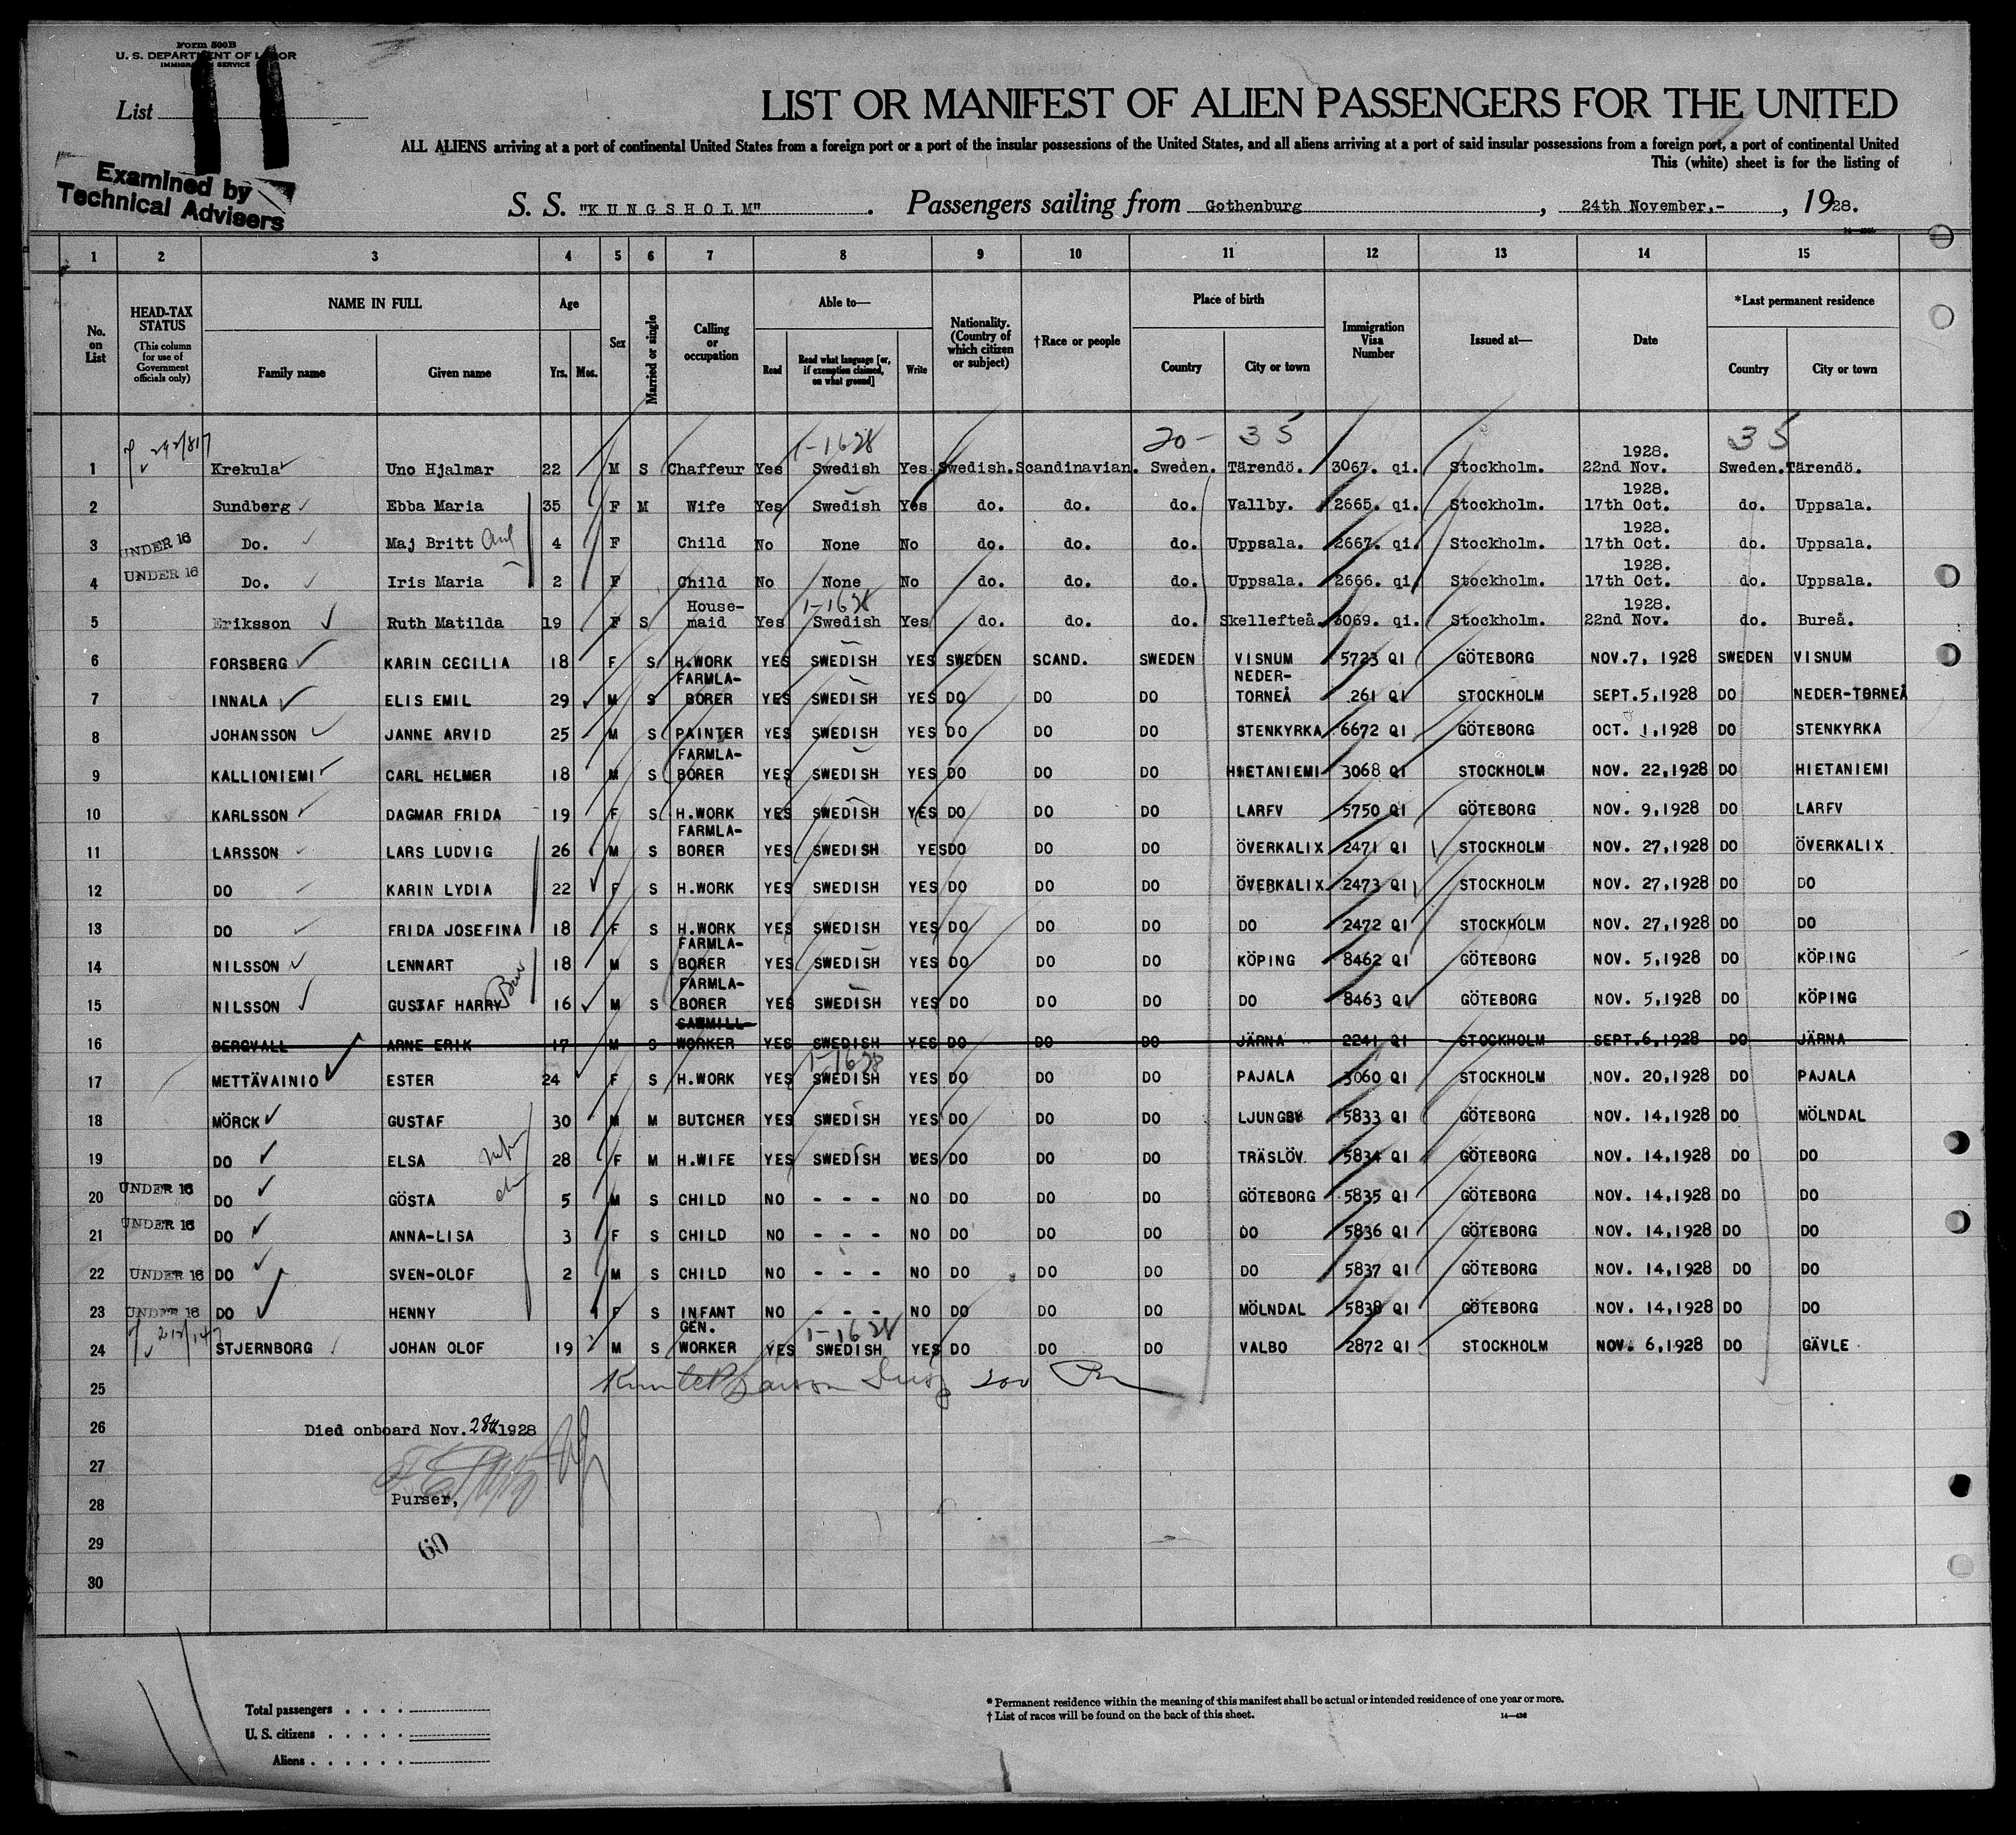 Form 500B
U. S. DEPARTMENT OF LABOR
IMMIGRATION SERVICE
List 11
Examined by
Technical Advisers
LIST OR MANIFEST OF ALIEN PASSENGERS FOR THE UNITED
ALL ALIENS arriving at a port of continental United States from a foreign port or a port of the insular possessions of the United States, and all aliens arriving at a port of said insular possessions from a foreign port, a port of continental United
This (white) sheet is for the listing of
S. S. "KUNGSHOLM" . Passengers sailing from Gothenburg , 24th November,- , 1928.
1 2 3 4 5 6 7 8 9 10 11 12 13 14 15
No. on List
HEAD-TAX STATUS (This column for use of Government officials only)
NAME IN FULL
Family name
Given name
Age
Yrs.
Mos.
Sex
Married or single
Calling or occupation
Able to—
Read
Read what language [or, if exemption claimed, on what ground]
Write
Nationality. (Country of which citizen or subject)
†Race or people
Place of birth
Country
City or town
Immigration Visa Number
Issued at—
Date
*Last permanent residence
Country
City or town
1-1628 20- 35 35
1 Krekula Uno Hjalmar 22 M S Chaffeur Yes Swedish Yes Swedish. Scandinavian. Sweden. Tärendö. 3067. qi. Stockholm. 1928. 22nd Nov. Sweden. Tärendö.
2 Sundberg Ebba Maria 35 F M Wife Yes Swedish Yes do. do. do. Vallby. 2665. qi. Stockholm. 1928. 17th Oct. do. Uppsala.
3 UNDER 16 Do. Maj Britt 4 F Child No None No do. do. do. Uppsala. 2667. qi. Stockholm. 1928. 17th Oct. do. Uppsala.
4 UNDER 16 Do. Iris Maria 2 F Child No None No do. do. do. Uppsala. 2666. qi. Stockholm. 1928. 17th Oct. do. Uppsala.
1-1628
5 Eriksson Ruth Matilda 19 F S House-maid Yes Swedish Yes do. do. do. Skellefteå. 3069. qi. Stockholm. 1928. 22nd Nov. do. Bureå.
6 FORSBERG KARIN CECILIA 18 F S H.WORK YES SWEDISH YES SWEDEN SCAND. SWEDEN VISNUM 5723 QI GÖTEBORG NOV.7, 1928 SWEDEN VISNUM
7 INNALA ELIS EMIL 29 M S FARMLA-BORER YES SWEDISH YES DO DO DO NEDER-TORNEÅ 261 QI STOCKHOLM SEPT.5,1928 DO NEDER-TORNEÅ
8 JOHANSSON JANNE ARVID 25 M S PAINTER YES SWEDISH YES DO DO DO STENKYRKA 6672 QI GÖTEBORG OCT. 1,1928 DO STENKYRKA
9 KALLIONIEMI CARL HELMER 18 M S FARMLA-BORER YES SWEDISH YES DO DO DO HIETANIEMI 3068 QI STOCKHOLM NOV. 22,1928 DO HIETANIEMI
10 KARLSSON DAGMAR FRIDA 19 F S H.WORK YES SWEDISH YES DO DO DO LARFV 5750 QI GÖTEBORG NOV. 9,1928 DO LARFV
11 LARSSON LARS LUDVIG 26 M S FARMLA-BORER YES SWEDISH YES DO DO DO ÖVERKALIX 2471 QI STOCKHOLM NOV. 27,1928 DO ÖVERKALIX
12 DO KARIN LYDIA 22 F S H.WORK YES SWEDISH YES DO DO DO ÖVERKALIX 2473 QI STOCKHOLM NOV. 27,1928 DO DO
13 DO FRIDA JOSEFINA 18 F S H.WORK YES SWEDISH YES DO DO DO DO 2472 QI STOCKHOLM NOV. 27,1928 DO DO
14 NILSSON LENNART 18 M S FARMLA-BORER YES SWEDISH YES DO DO DO KÖPING 8462 QI GÖTEBORG NOV. 5,1928 DO KÖPING
15 NILSSON GUSTAF HARRY 16 M S FARMLA-BORER YES SWEDISH YES DO DO DO DO 8463 QI GÖTEBORG NOV. 5,1928 DO KÖPING
16 BERGVALL ARNE ERIK 17 M S SAWMILL-WORKER YES SWEDISH YES DO DO DO JÄRNA 2241 QI STOCKHOLM SEPT.6,1928 DO JÄRNA
1-1628
17 METTÄVAINIO ESTER 24 F S H.WORK YES SWEDISH YES DO DO DO PAJALA 3060 QI STOCKHOLM NOV. 20,1928 DO PAJALA
18 MÖRCK GUSTAF 30 M M BUTCHER YES SWEDISH YES DO DO DO LJUNGBY 5833 QI GÖTEBORG NOV. 14,1928 DO MÖLNDAL
19 DO ELSA 28 F M H.WIFE YES SWEDISH YES DO DO DO TRÄSLÖV 5834 QI GÖTEBORG NOV. 14,1928 DO DO
20 UNDER 16 DO GÖSTA 5 M S CHILD NO - - - NO DO DO DO GÖTEBORG 5835 QI GÖTEBORG NOV. 14,1928 DO DO
21 UNDER 16 DO ANNA-LISA 3 F S CHILD NO - - - NO DO DO DO DO 5836 QI GÖTEBORG NOV. 14,1928 DO DO
22 UNDER 16 DO SVEN-OLOF 2 M S CHILD NO - - - NO DO DO DO DO 5837 QI GÖTEBORG NOV. 14,1928 DO DO
23 UNDER 16 DO HENNY F S INFANT NO - - - NO DO DO DO MÖLNDAL 5838 QI GÖTEBORG NOV. 14,1928 DO DO
1-1628
24 STJERNBORG JOHAN OLOF 19 M S GEN. WORKER YES SWEDISH YES DO DO DO VALBO 2872 QI STOCKHOLM NOV. 6,1928 DO GÄVLE
25
26 Died onboard Nov. 28th 1928
27
28 Purser,
29 60
30
Total passengers . . . .
U. S. citizens . . . . .
Aliens . . . . . .
* Permanent residence within the meaning of this manifest shall be actual or intended residence of one year or more.
† List of races will be found on the back of this sheet. 14—436